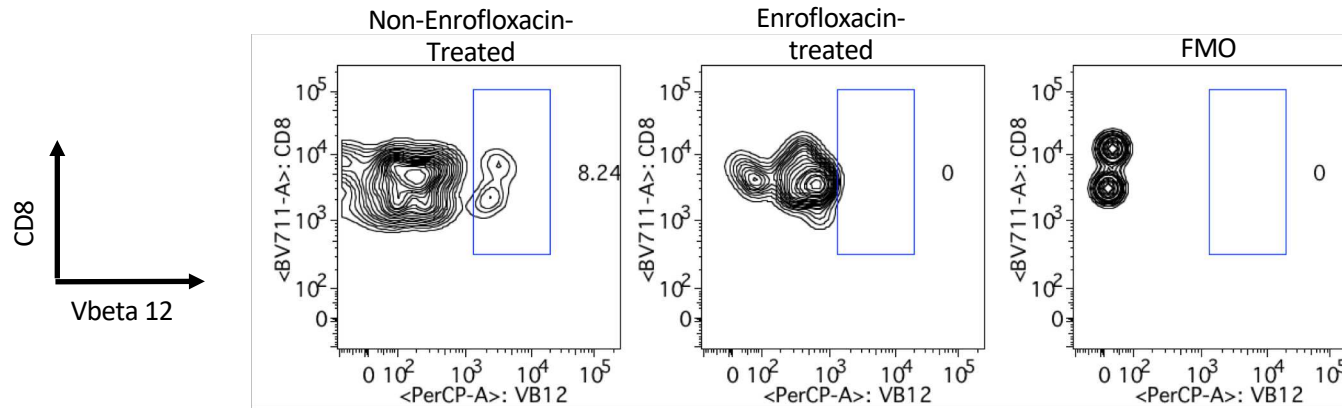 Non-Enrofloxacin-
Treated
Enrofloxacin-
treated
FMO
CD8
Vbeta 12
<BV711-A>: CD8
10^5
10^4
10^3
10^2
0
8.24
0 10^2 10^3 10^4 10^5
<PerCP-A>: VB12
<BV711-A>: CD8
10^5
10^4
10^3
10^2
0
0
0 10^2 10^3 10^4 10^5
<PerCP-A>: VB12
<BV711-A>: CD8
10^5
10^4
10^3
10^2
0
0
0 10^2 10^3 10^4 10^5
<PerCP-A>: VB12